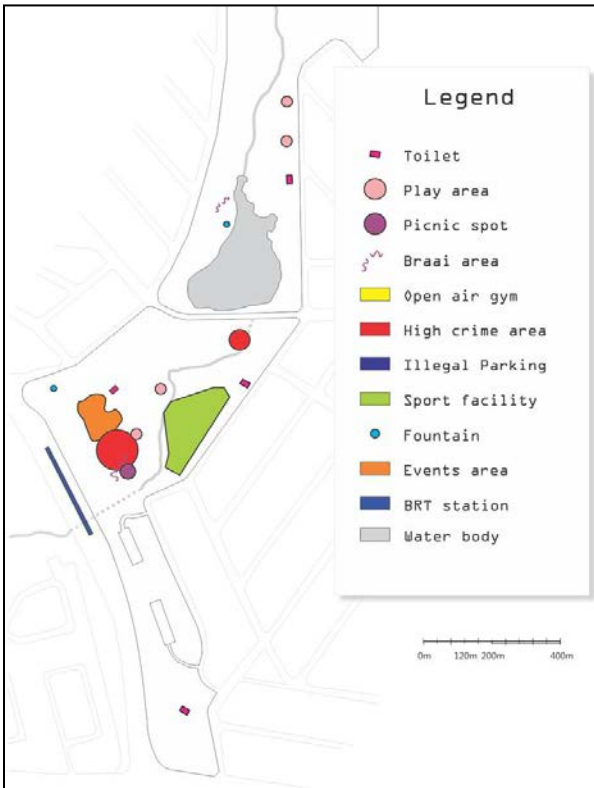 Legend
Toilet
Play area
Picnic spot
Braai area
Open air gym
High crime area
Illegal Parking
Sport facility
Fountain
Events area
BRT station
Water body
0m 120m 200m 400m